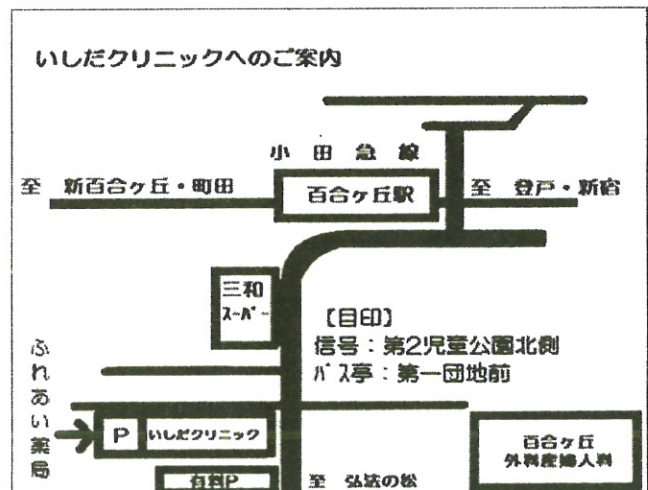 いしだクリニックへのご案内
小田急線
至 新百合ヶ丘・町田
百合ヶ丘駅
至 登戸・新宿
三和
スーパー
【目印】
信号：第2児童公園北側
バス亭：第一団地前
ふれあい薬局
P
いしだクリニック
百合ヶ丘
外科産婦人科
有料P
至 弘法の松